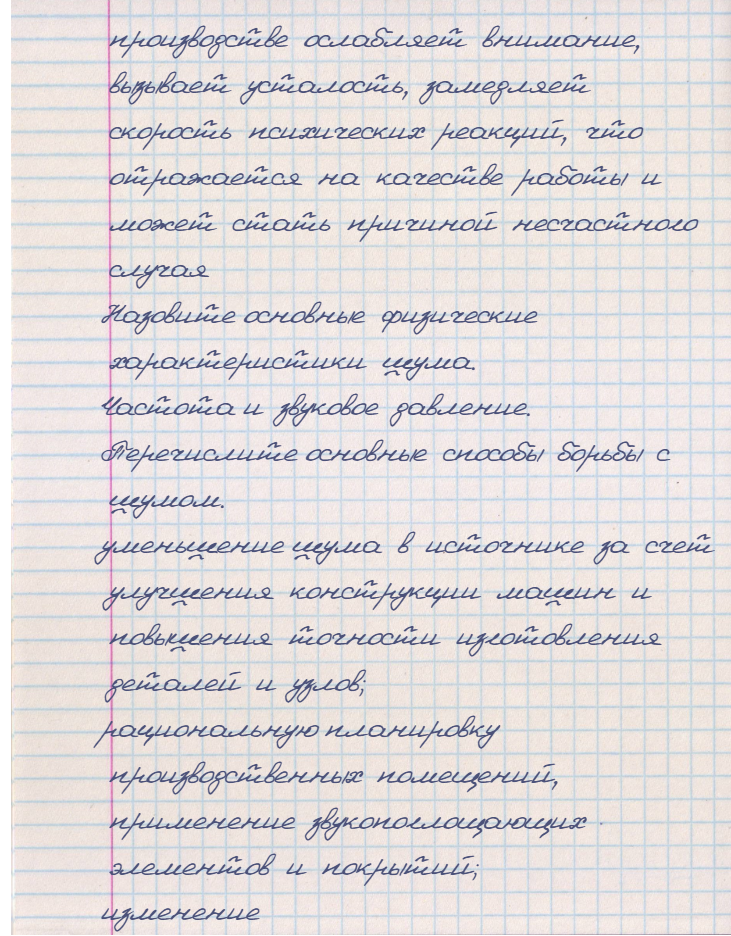 производстве ослабляет внимание,
вызывает усталость, замедляет
скорость психических реакций, что
отражается на качестве работы и
может стать причиной несчастного
случая
Назовите основные физические
характеристики шума.
Частота и звуковое давление.
Перечислите основные способы борьбы с
шумом.
уменьшение шума в источнике за счет
улучшения конструкции машин и
повышения точности изготовления
деталей и узлов;
рациональную планировку
производственных помещений,
применение звукопоглощающих
элементов и покрытий;
изменение